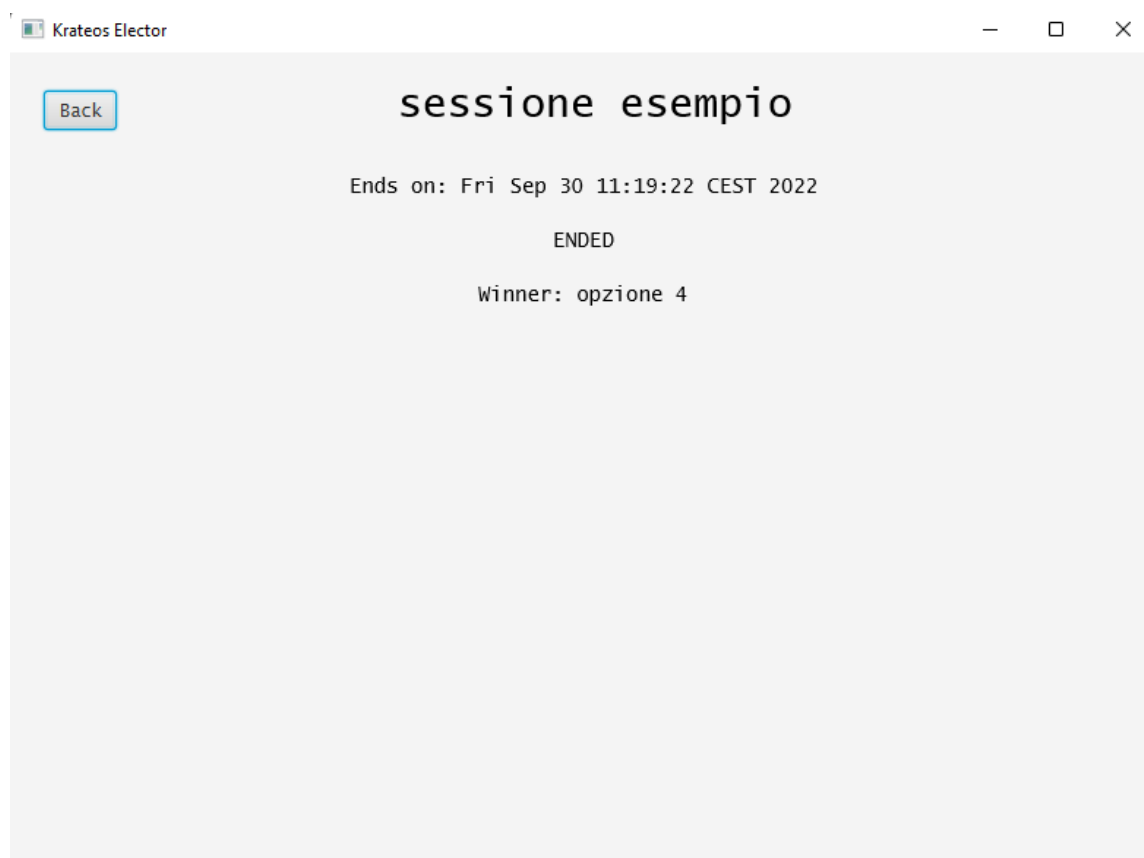 Krateos Elector
Back
sessione esempio
Ends on: Fri Sep 30 11:19:22 CEST 2022
ENDED
Winner: opzione 4